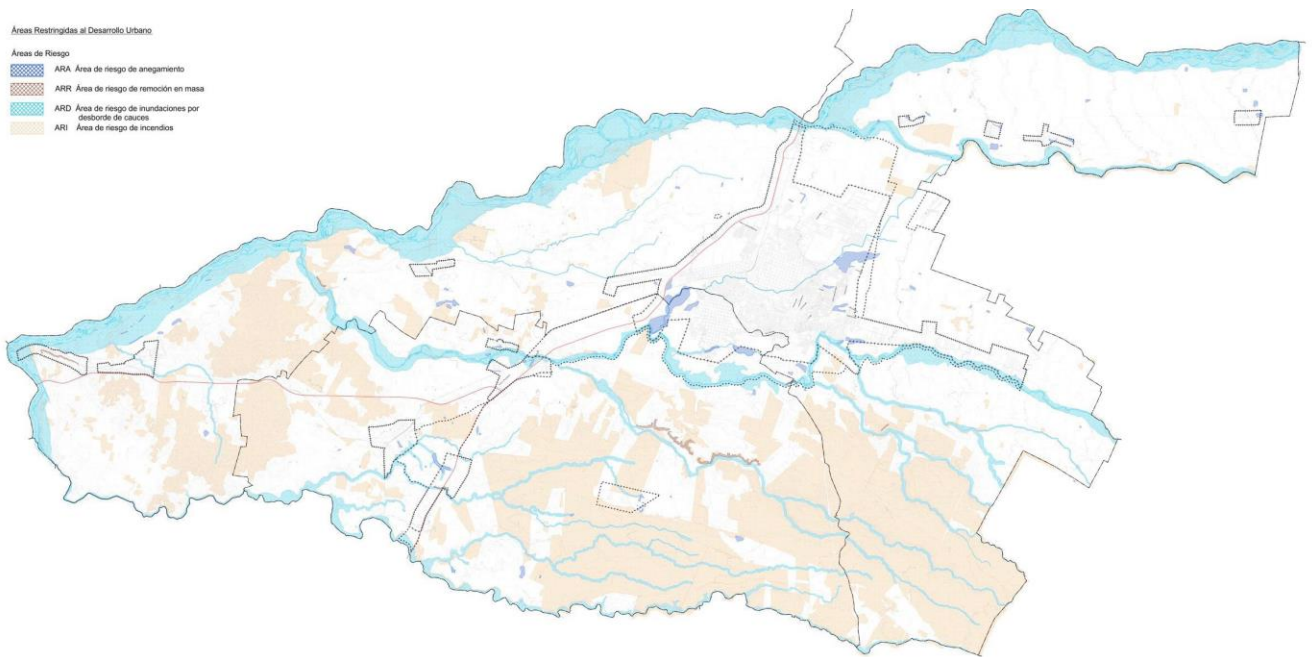 Áreas Restringidas al Desarrollo Urbano
Áreas de Riesgo
ARA Área de riesgo de anegamiento
ARR Área de riesgo de remoción en masa
ARD Área de riesgo de inundaciones por
desborde de cauces
ARI Área de riesgo de incendios